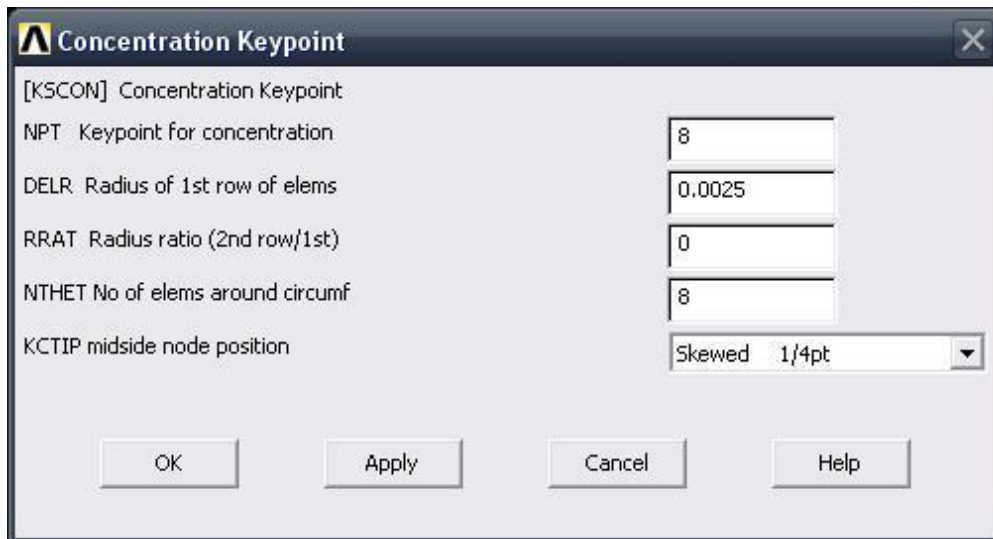 Concentration Keypoint
[KSCON] Concentration Keypoint
NPT Keypoint for concentration 8
DELR Radius of 1st row of elems 0.0025
RRAT Radius ratio (2nd row/1st) 0
NTHET No of elems around circumf 8
KCTIP midside node position Skewed 1/4pt
OK Apply Cancel Help